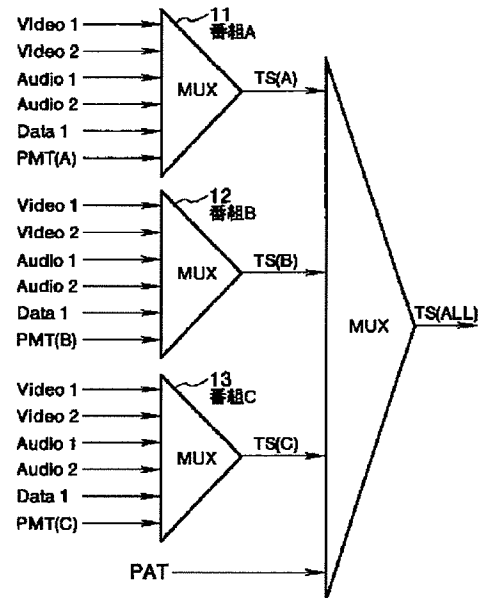 Video 1
Video 2
Audio 1
Audio 2
Data 1
PMT(A)
MUX
11
番組A
TS(A)
Video 1
Video 2
Audio 1
Audio 2
Data 1
PMT(B)
MUX
12
番組B
TS(B)
Video 1
Video 2
Audio 1
Audio 2
Data 1
PMT(C)
MUX
13
番組C
TS(C)
PAT
MUX
TS(ALL)